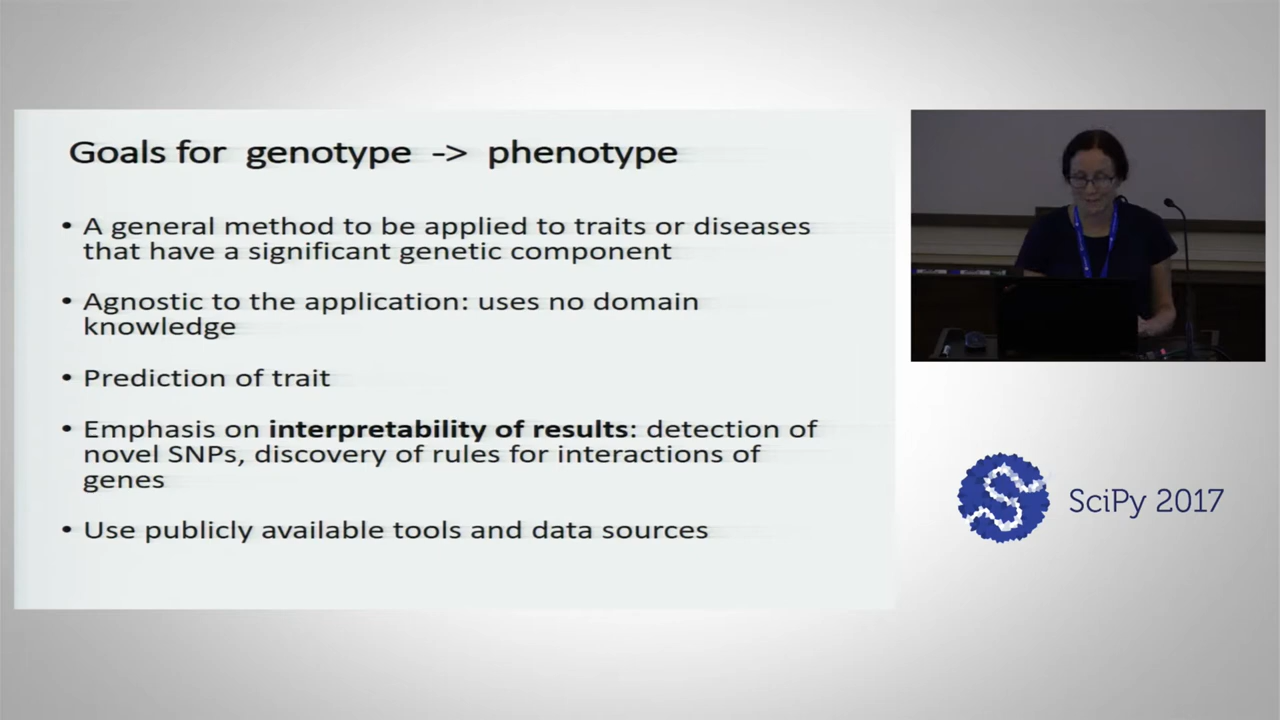 Goals for genotype -> phenotype
• A general method to be applied to traits or diseases
that have a significant genetic component
• Agnostic to the application: uses no domain
knowledge
• Prediction of trait
• Emphasis on interpretability of results: detection of
novel SNPs, discovery of rules for interactions of
genes
• Use publicly available tools and data sources
SciPy 2017